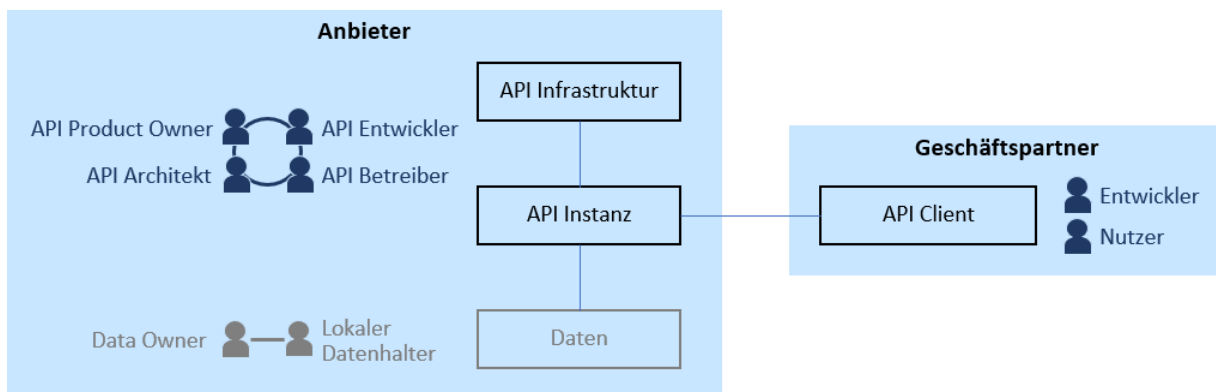 Anbieter
API Infrastruktur
API Product Owner
API Entwickler
API Architekt
API Betreiber
API Instanz
Data Owner
Lokaler
Datenhalter
Daten
Geschäftspartner
API Client
Entwickler
Nutzer